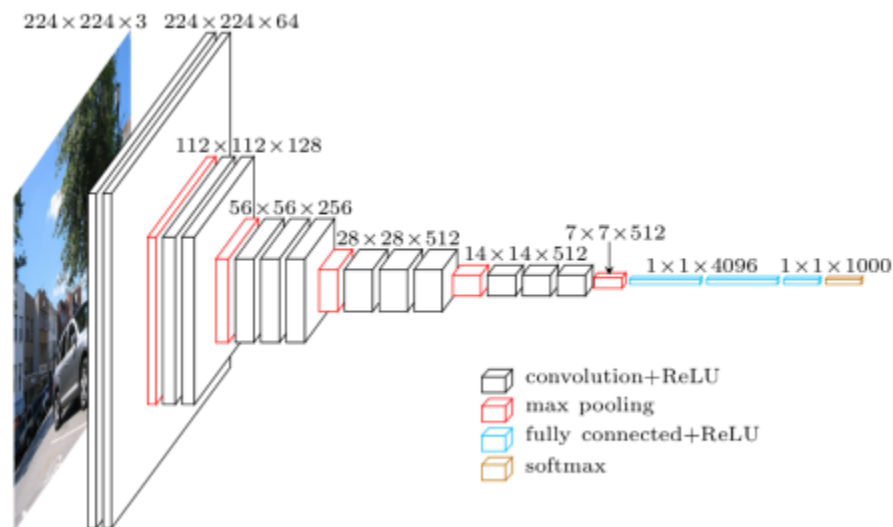 224×224×3
224×224×64
112×112×128
56×56×256
28×28×512
14×14×512
7×7×512
1×1×4096
1×1×1000
convolution+ReLU
max pooling
fully connected+ReLU
softmax